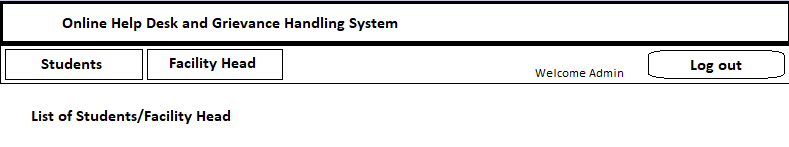 Online Help Desk and Grievance Handling System
Students Facility Head Welcome Admin Log out
List of Students/Facility Head